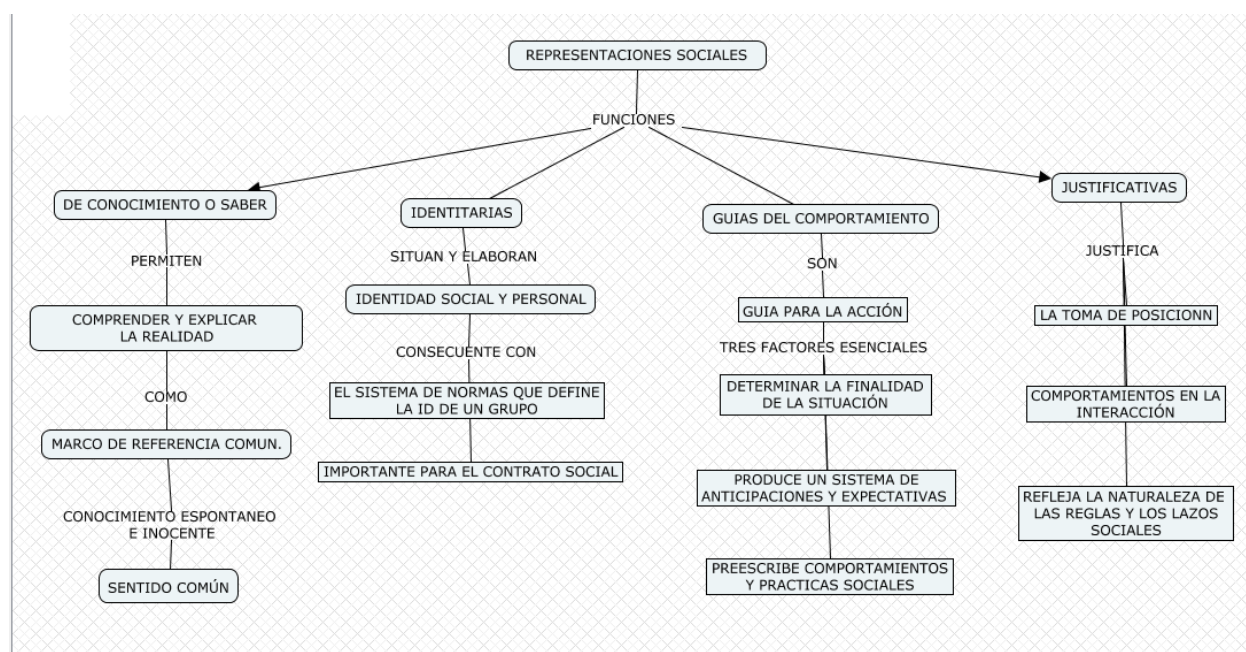 REPRESENTACIONES SOCIALES
FUNCIONES
DE CONOCIMIENTO O SABER
PERMITEN
COMPRENDER Y EXPLICAR
LA REALIDAD
COMO
MARCO DE REFERENCIA COMUN.
CONOCIMIENTO ESPONTANEO
E INOCENTE
SENTIDO COMÚN
IDENTITARIAS
SITUAN Y ELABORAN
IDENTIDAD SOCIAL Y PERSONAL
CONSECUENTE CON
EL SISTEMA DE NORMAS QUE DEFINE
LA ID DE UN GRUPO
IMPORTANTE PARA EL CONTRATO SOCIAL
GUIAS DEL COMPORTAMIENTO
SON
GUIA PARA LA ACCIÓN
TRES FACTORES ESENCIALES
DETERMINAR LA FINALIDAD
DE LA SITUACIÓN
PRODUCE UN SISTEMA DE
ANTICIPACIONES Y EXPECTATIVAS
PREESCRIBE COMPORTAMIENTOS
Y PRACTICAS SOCIALES
JUSTIFICATIVAS
JUSTIFICA
LA TOMA DE POSICIONN
COMPORTAMIENTOS EN LA
INTERACCIÓN
REFLEJA LA NATURALEZA DE
LAS REGLAS Y LOS LAZOS
SOCIALES